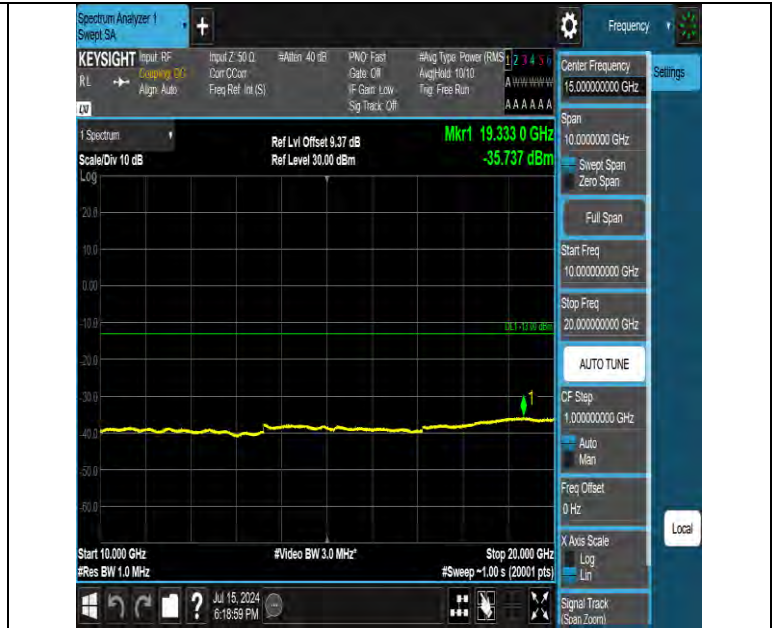 Spectrum Analyzer 1
Swept SA
+
Frequency
KEYSIGHT
RL
Input: RF
Coupling: DC
Align: Auto
Input Z: 50 Ω
Corr CCorr
Freq Ref: Int (S)
#Atten: 40 dB
PNO: Fast
Gate: Off
IF Gain: Low
Sig Track: Off
#Avg Type: Power (RMS
Avg|Hold: 10/10
Trig: Free Run
1 2 3 4 5 6
A W W W W W
A A A A A A
LV
1 Spectrum
Scale/Div 10 dB
Log
Ref Lvl Offset 9.37 dB
Ref Level 30.00 dBm
Mkr1 19.333 0 GHz
-35.737 dBm
20.0
10.0
0.00
-10.0
DL1 -13.00 dBm
-20.0
-30.0
1
-40.0
-50.0
-60.0
Start 10.000 GHz
#Res BW 1.0 MHz
#Video BW 3.0 MHz*
Stop 20.000 GHz
#Sweep ~1.00 s (20001 pts)
Center Frequency
15.000000000 GHz
Settings
Span
10.0000000 GHz
Swept Span
Zero Span
Full Span
Start Freq
10.000000000 GHz
Stop Freq
20.000000000 GHz
AUTO TUNE
CF Step
1.000000000 GHz
Auto
Man
Freq Offset
0 Hz
X Axis Scale
Log
Lin
Local
Signal Track
(Span Zoom)
?
Jul 15, 2024
6:18:59 PM